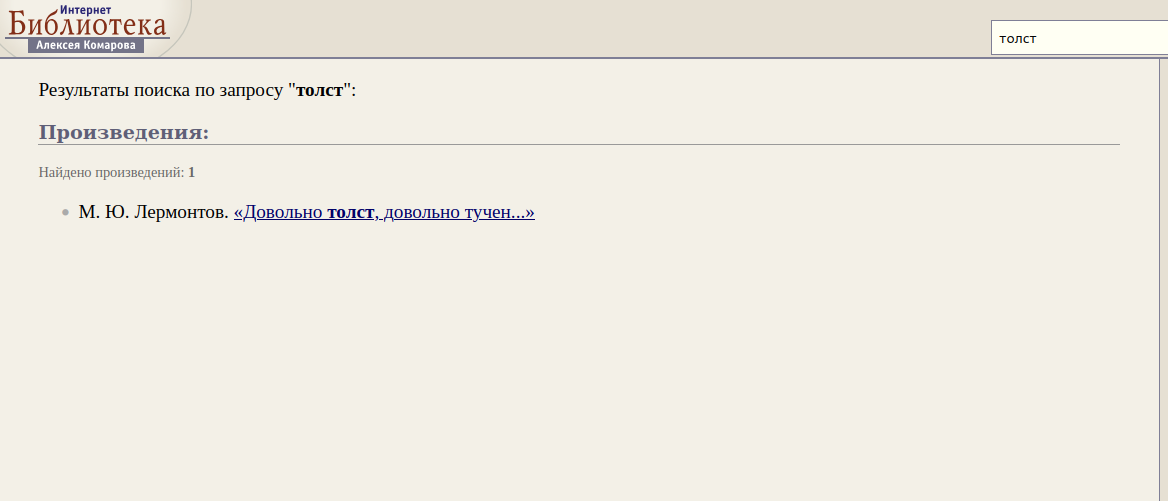 Интернет
Библиотека
Алексея Комарова
толст
Результаты поиска по запросу "толст":
Произведения:
Найдено произведений: 1
М. Ю. Лермонтов. «Довольно толст, довольно тучен...»